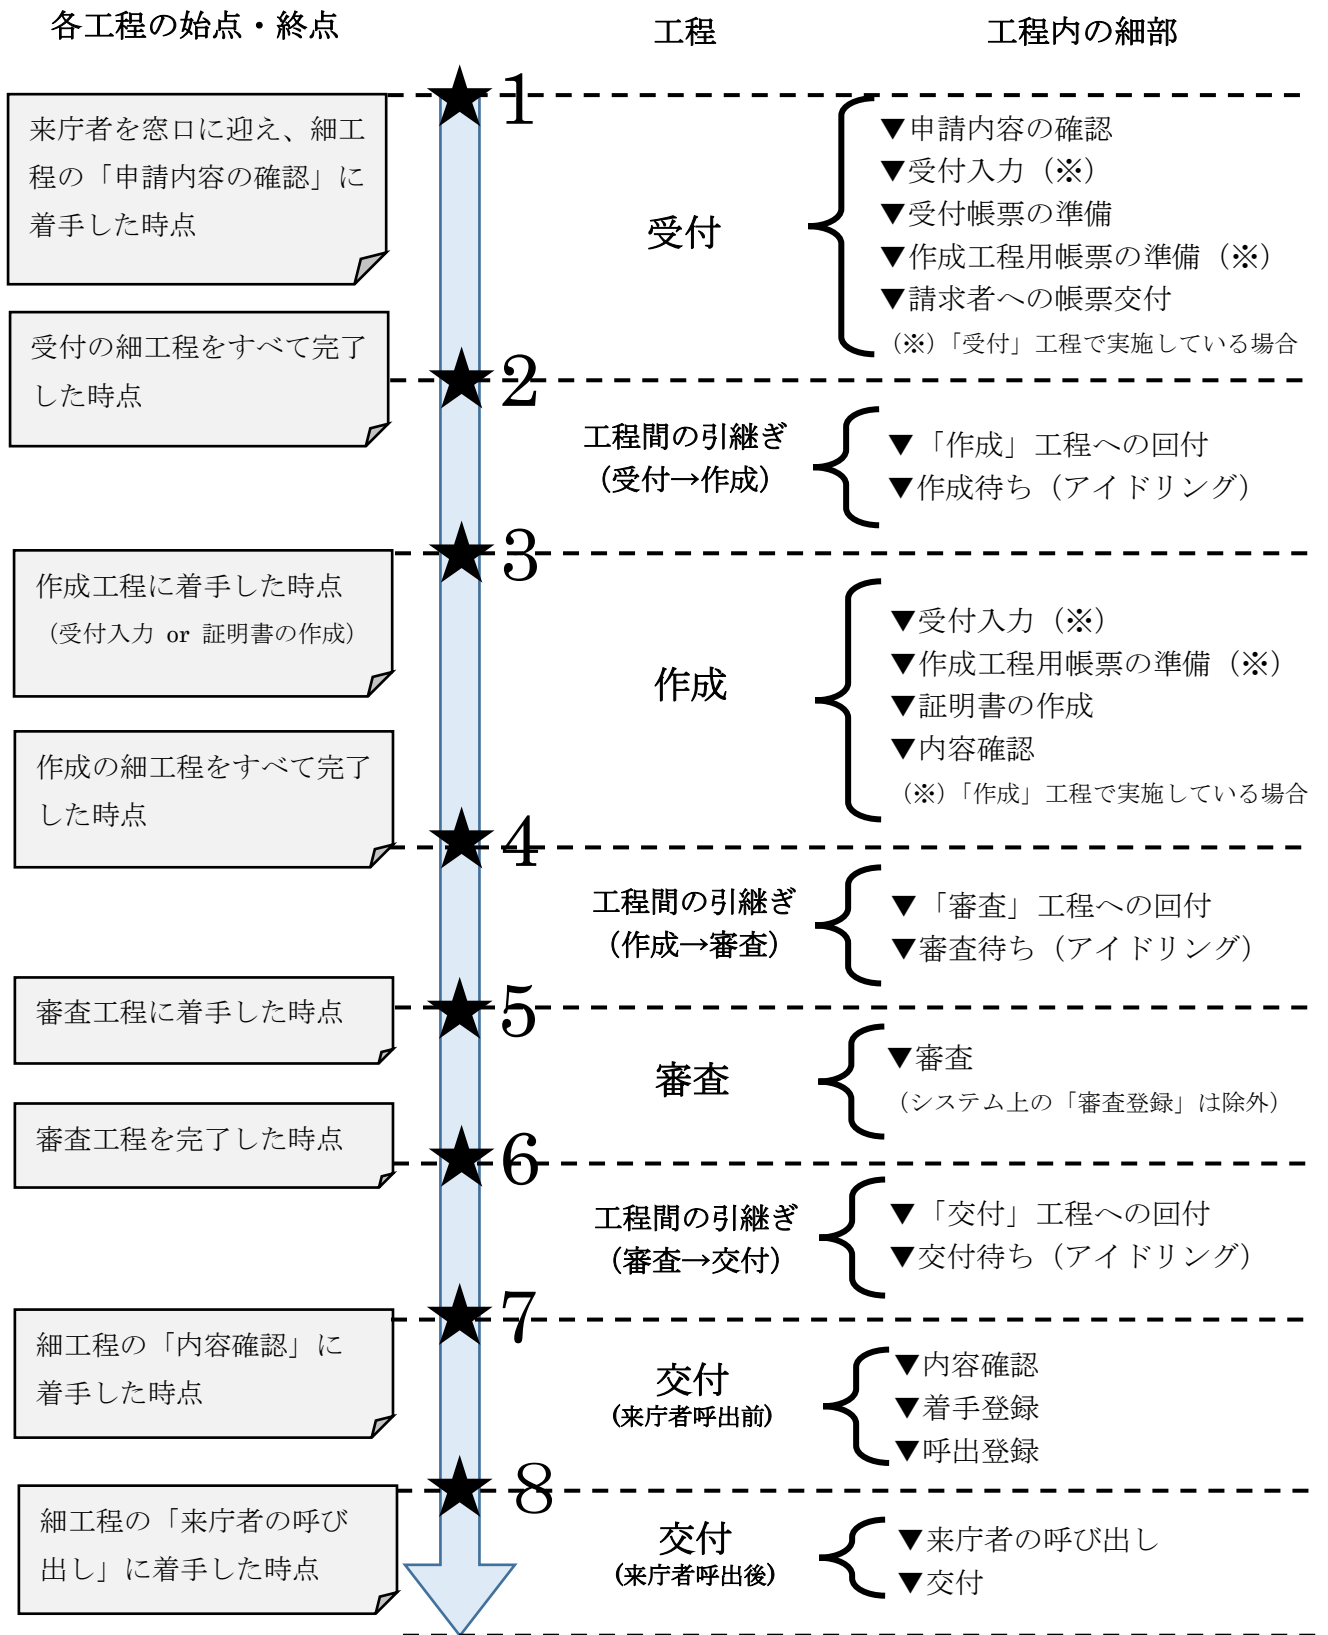 各工程の始点・終点
工程
工程内の細部
1
来庁者を窓口に迎え、細工
程の「申請内容の確認」に
着手した時点
受付
▼申請内容の確認
▼受付入力（※）
▼受付帳票の準備
▼作成工程用帳票の準備（※）
▼請求者への帳票交付
（※）「受付」工程で実施している場合
受付の細工程をすべて完了
した時点
2
工程間の引継ぎ
（受付→作成）
▼「作成」工程への回付
▼作成待ち（アイドリング）
3
作成工程に着手した時点
（受付入力 or 証明書の作成）
作成
▼受付入力（※）
▼作成工程用帳票の準備（※）
▼証明書の作成
▼内容確認
（※）「作成」工程で実施している場合
作成の細工程をすべて完了
した時点
4
工程間の引継ぎ
（作成→審査）
▼「審査」工程への回付
▼審査待ち（アイドリング）
審査工程に着手した時点
5
審査
▼審査
（システム上の「審査登録」は除外）
審査工程を完了した時点
6
工程間の引継ぎ
（審査→交付）
▼「交付」工程への回付
▼交付待ち（アイドリング）
7
細工程の「内容確認」に
着手した時点
交付
(来庁者呼出前)
▼内容確認
▼着手登録
▼呼出登録
8
細工程の「来庁者の呼び
出し」に着手した時点
交付
(来庁者呼出後)
▼来庁者の呼び出し
▼交付